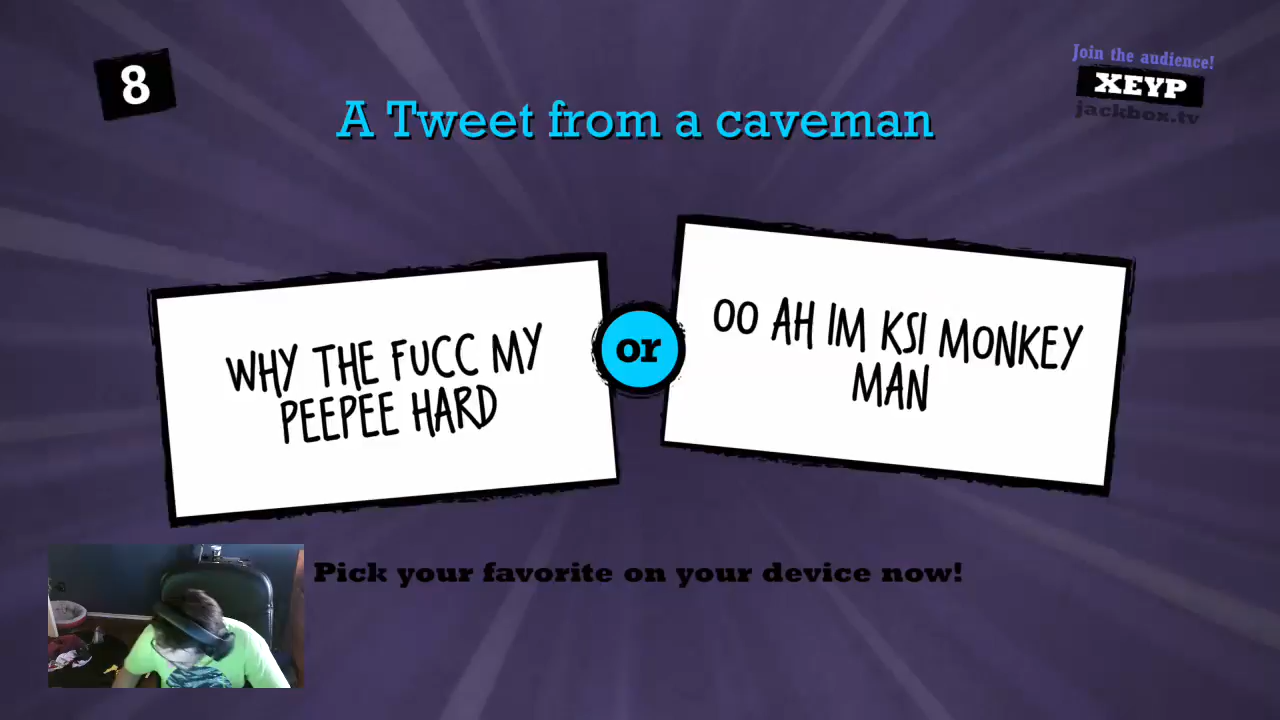 8
Join the audience!
XEYP
jackbox.tv
A Tweet from a caveman
WHY THE FUCC MY
PEEPEE HARD
or
OO AH IM KSI MONKEY
MAN
Pick your favorite on your device now!